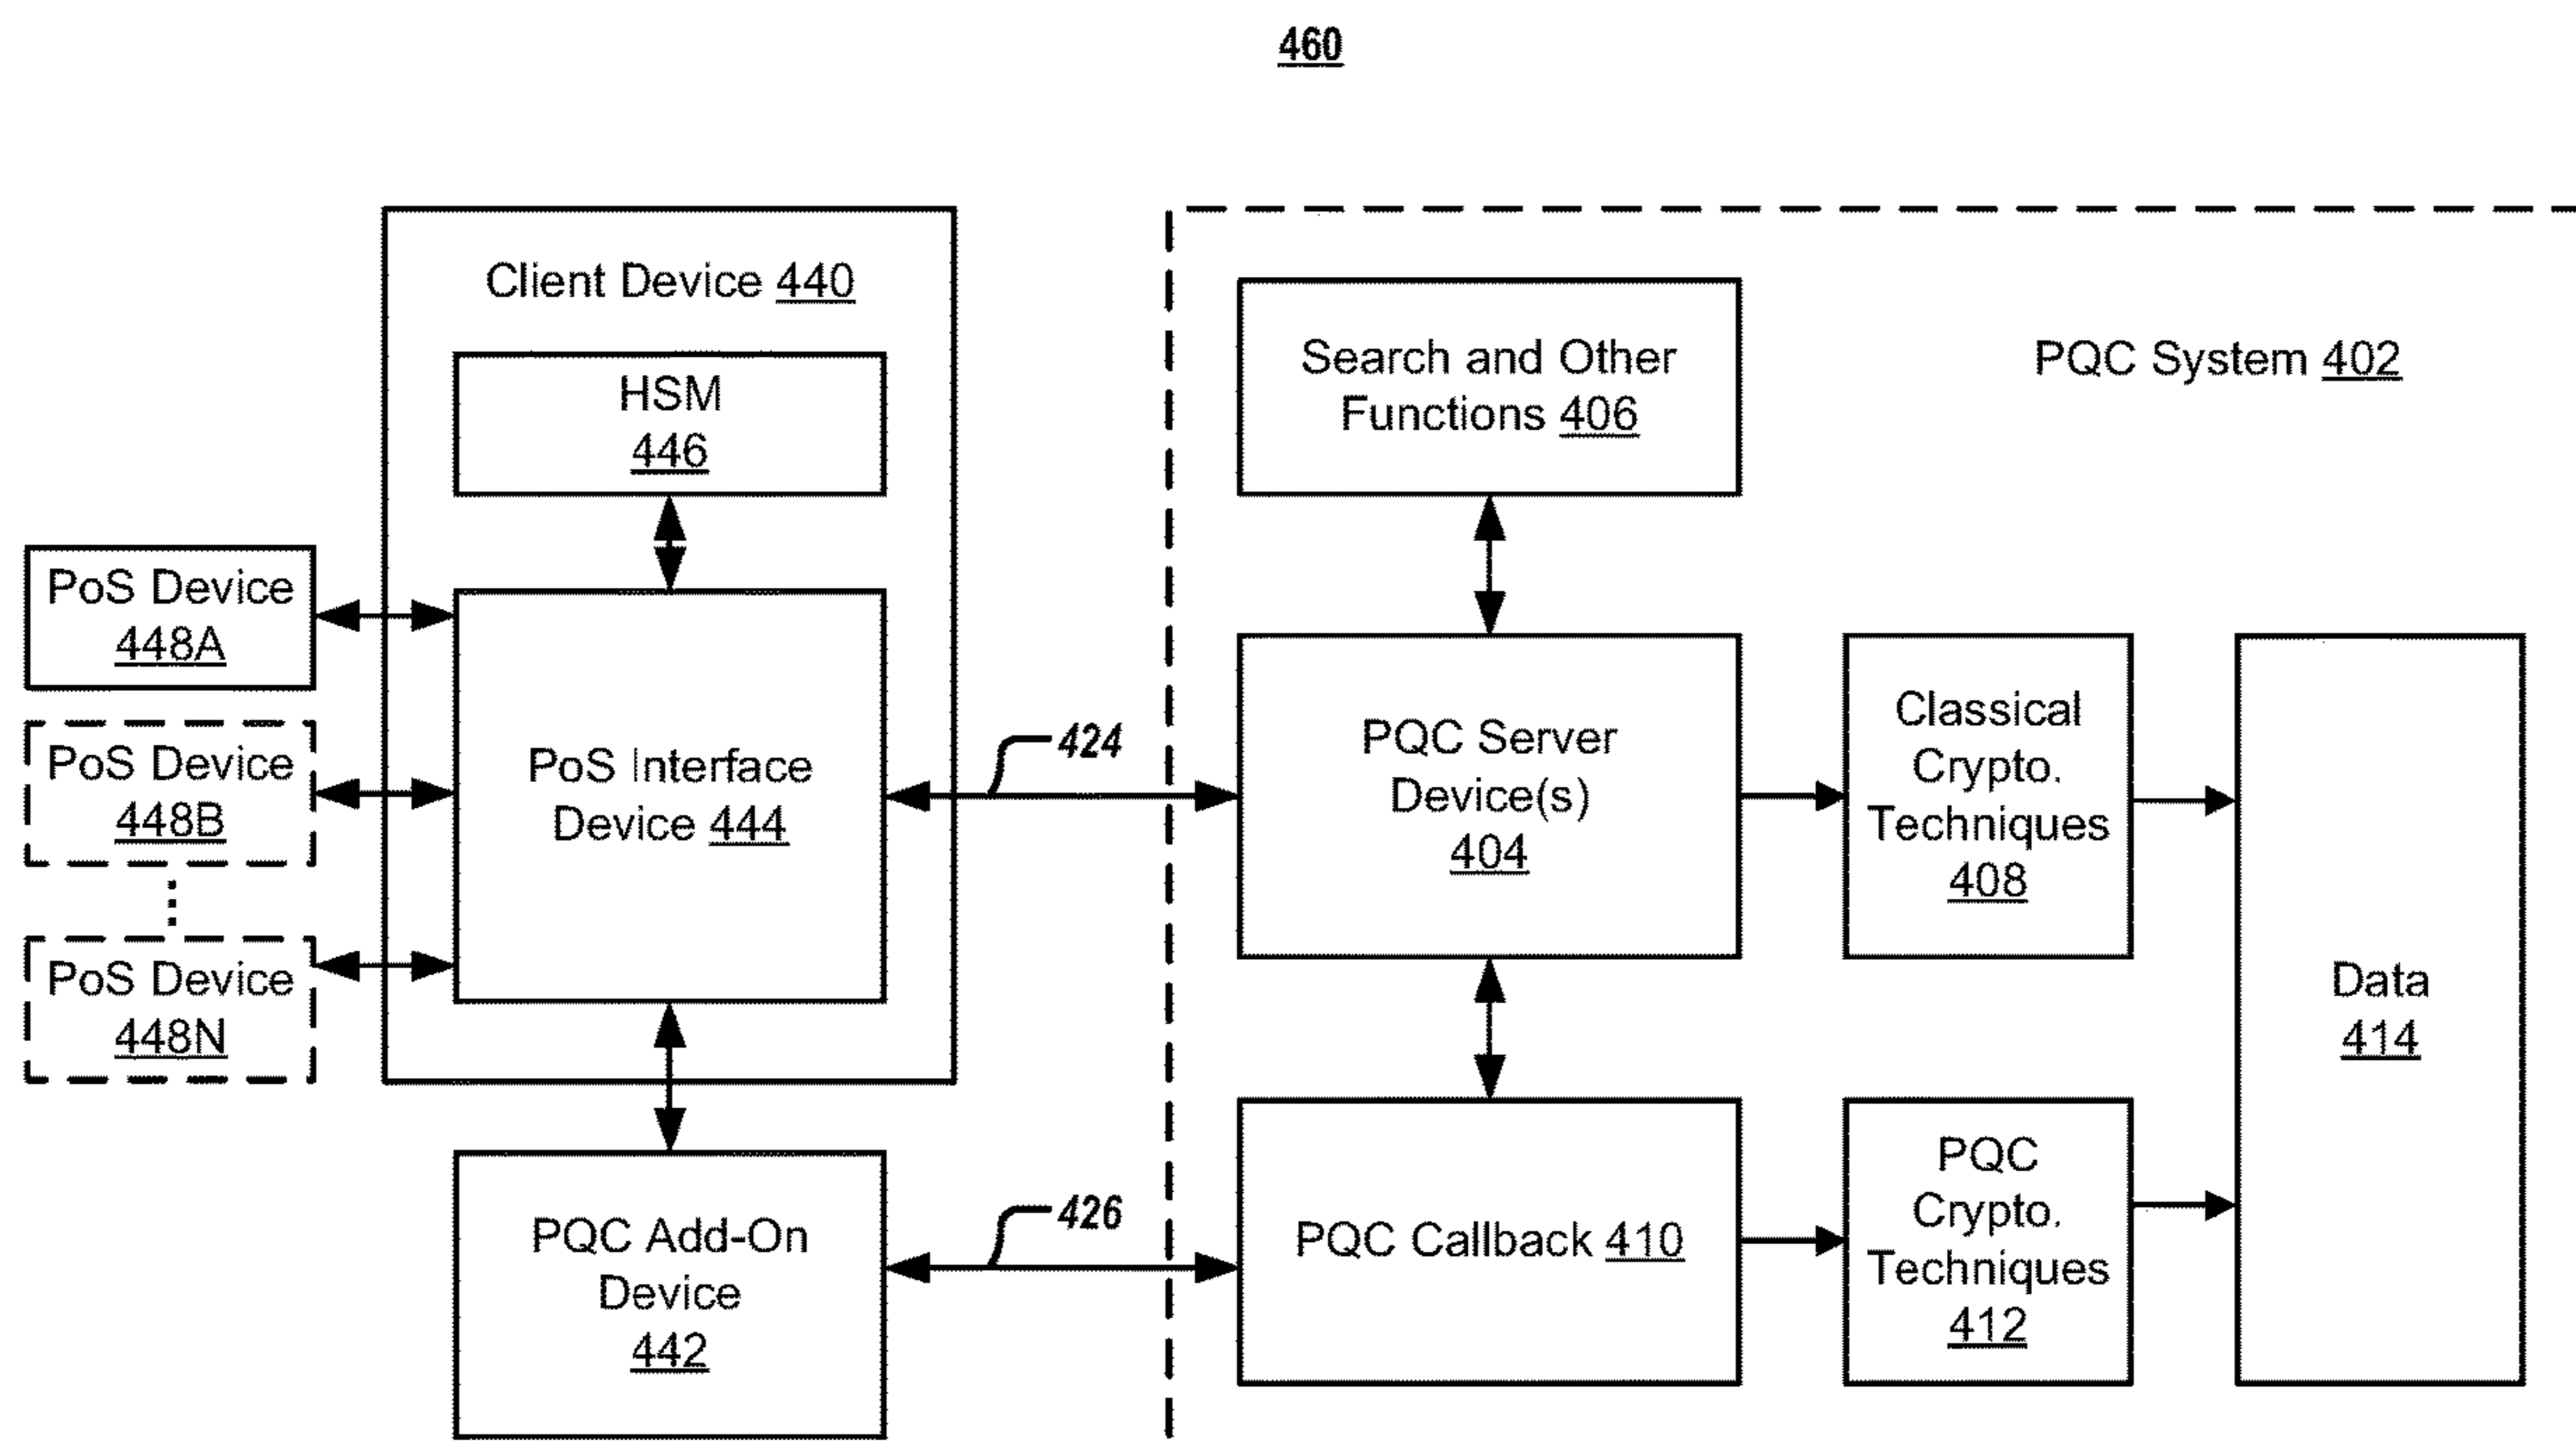 460
Client Device 440
HSM
446
PoS Device
448A
PoS Device
448B
PoS Device
448N
PoS Interface
Device 444
PQC Add-On
Device
442
424
426
Search and Other
Functions 406
PQC System 402
PQC Server
Device(s)
404
Classical
Crypto.
Techniques
408
PQC Callback 410
PQC
Crypto.
Techniques
412
Data
414